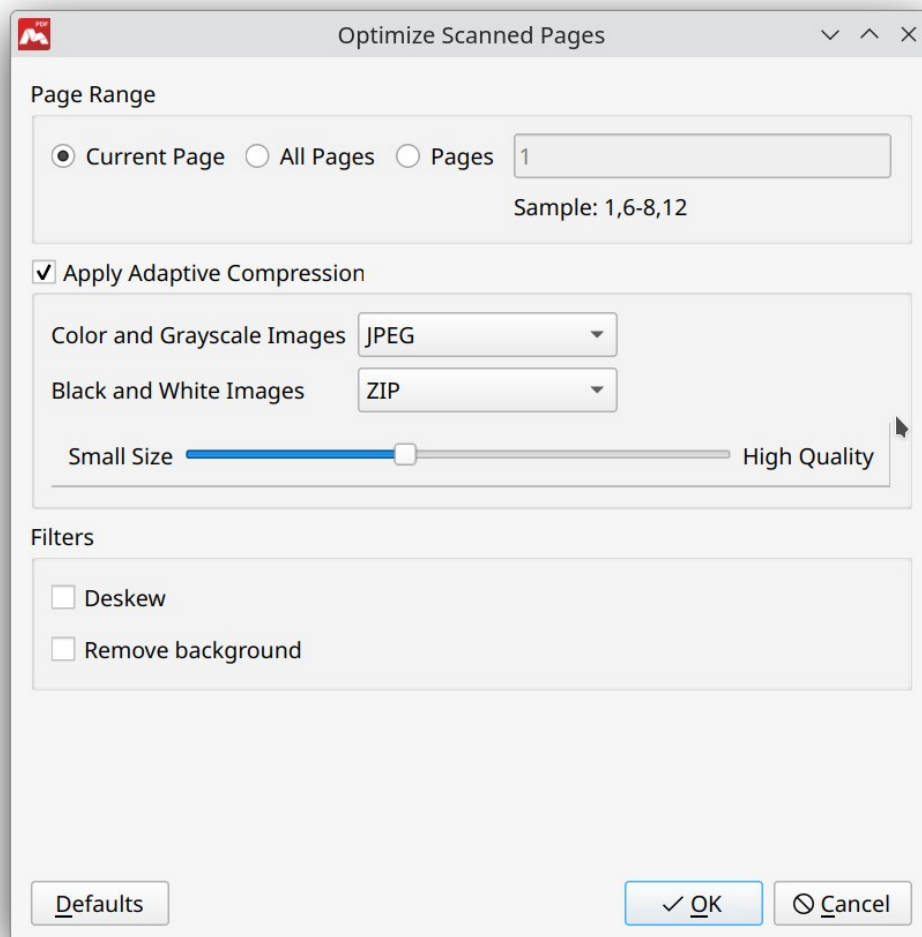 PDF
Optimize Scanned Pages
Page Range
Current Page All Pages Pages 1
Sample: 1,6-8,12
Apply Adaptive Compression
Color and Grayscale Images JPEG
Black and White Images ZIP
Small Size High Quality
Filters
Deskew
Remove background
Defaults OK Cancel